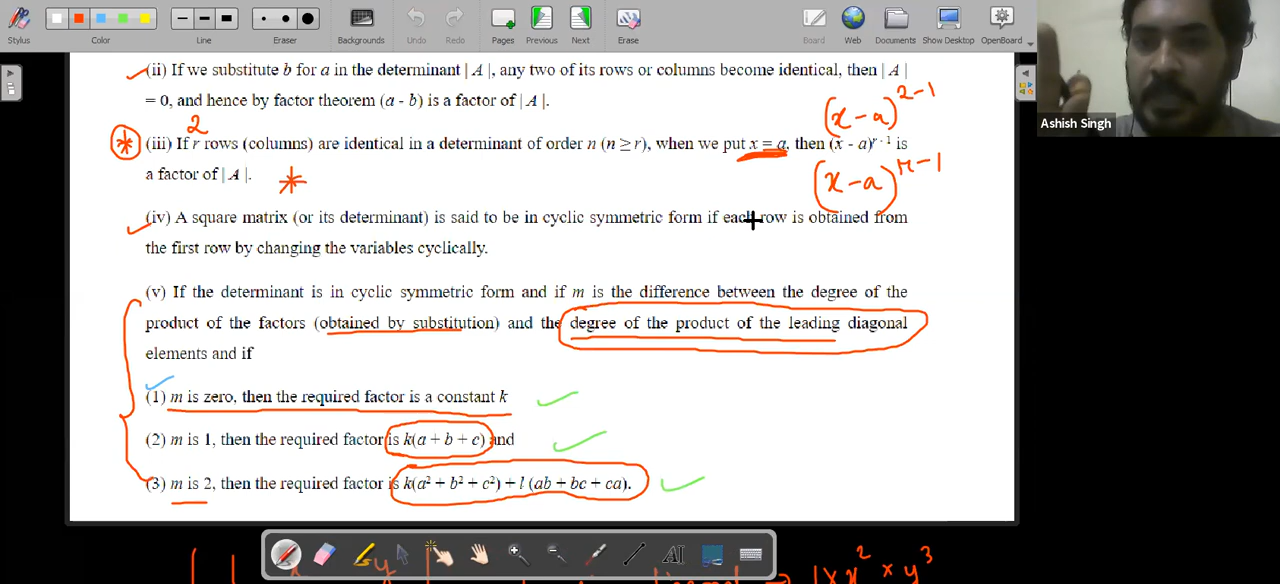 Stylus Color Line Eraser Backgrounds Undo Redo Pages Previous Next Erase Board Web Documents Show Desktop OpenBoard
Ashish Singh
(ii) If we substitute b for a in the determinant | A |, any two of its rows or columns become identical, then | A |
= 0, and hence by factor theorem (a - b) is a factor of | A |.
(x-a)²⁻¹
2
(iii) If r rows (columns) are identical in a determinant of order n (n ≥ r), when we put x = a, then (x - a)ʳ⁻¹ is
a factor of | A |. *
(x-a)ʳ⁻¹
(iv) A square matrix (or its determinant) is said to be in cyclic symmetric form if each row is obtained from
the first row by changing the variables cyclically.
(v) If the determinant is in cyclic symmetric form and if m is the difference between the degree of the
product of the factors (obtained by substitution) and the degree of the product of the leading diagonal
elements and if
(1) m is zero, then the required factor is a constant k
(2) m is 1, then the required factor is k(a + b + c) and
(3) m is 2, then the required factor is k(a² + b² + c²) + l (ab + bc + ca).
1 × x² × y³